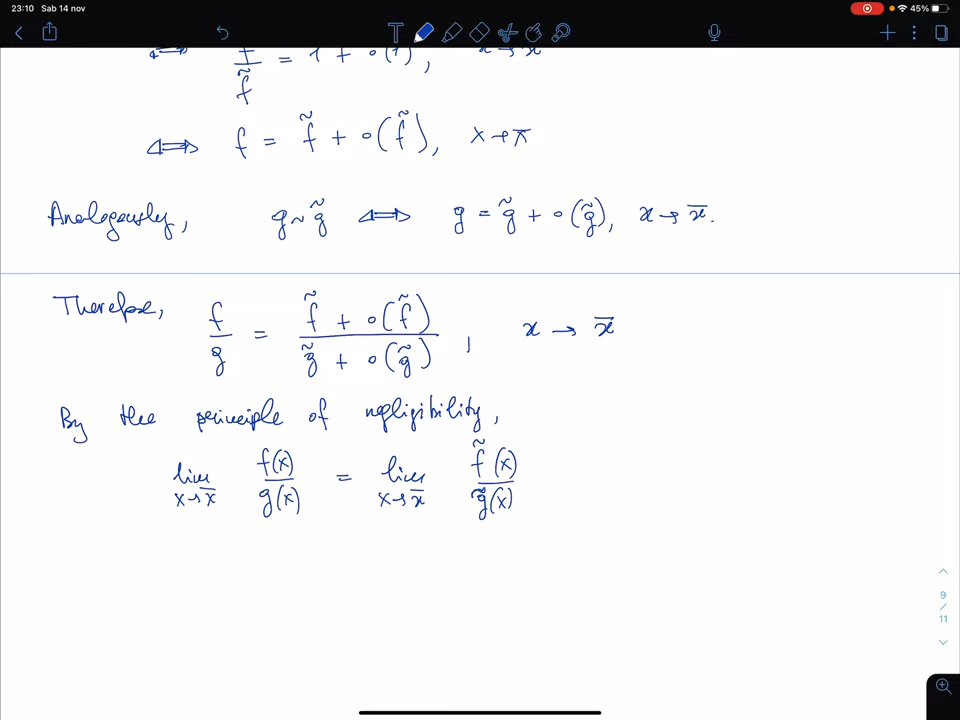 23:10 Sab 14 nov 45%
⟺ f/f̃ = 1 + o(1), x→x̄
⟺ f = f̃ + o(f̃), x→x̄
Analogously, g ~ g̃ ⟺ g = g̃ + o(g̃), x→x̄.
Therefore, f/g = (f̃ + o(f̃))/(g̃ + o(g̃)), x → x̄
By the principle of negligibility,
lim x→x̄ f(x)/g(x) = lim x→x̄ f̃(x)/g̃(x)
9
/
11